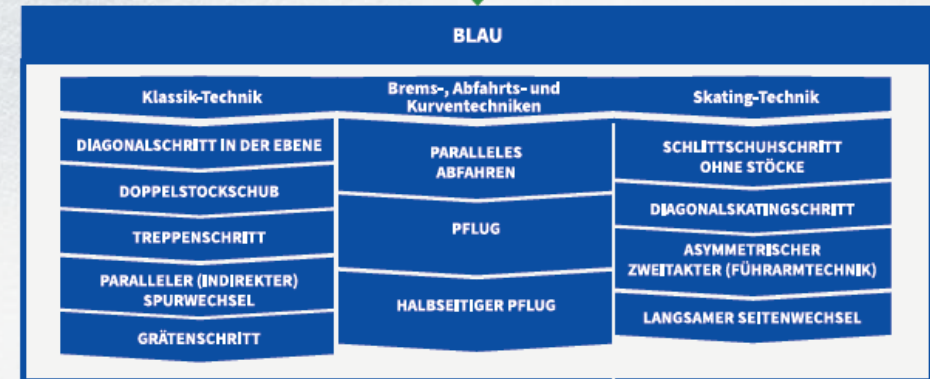 BLAU
Klassik-Technik
DIAGONALSCHRITT IN DER EBENE
DOPPELSTOCKSCHUB
TREPPENSCHRITT
PARALLELER (INDIREKTER)
SPURWECHSEL
GRÄTENSCHRITT
Brems-, Abfahrts- und
Kurventechniken
PARALLELES
ABFAHREN
PFLUG
HALBSEITIGER PFLUG
Skating-Technik
SCHLITTSCHUHSCHRITT
OHNE STÖCKE
DIAGONALSKATINGSCHRITT
ASYMMETRISCHER
ZWEITAKTER (FÜHRARMTECHNIK)
LANGSAMER SEITENWECHSEL